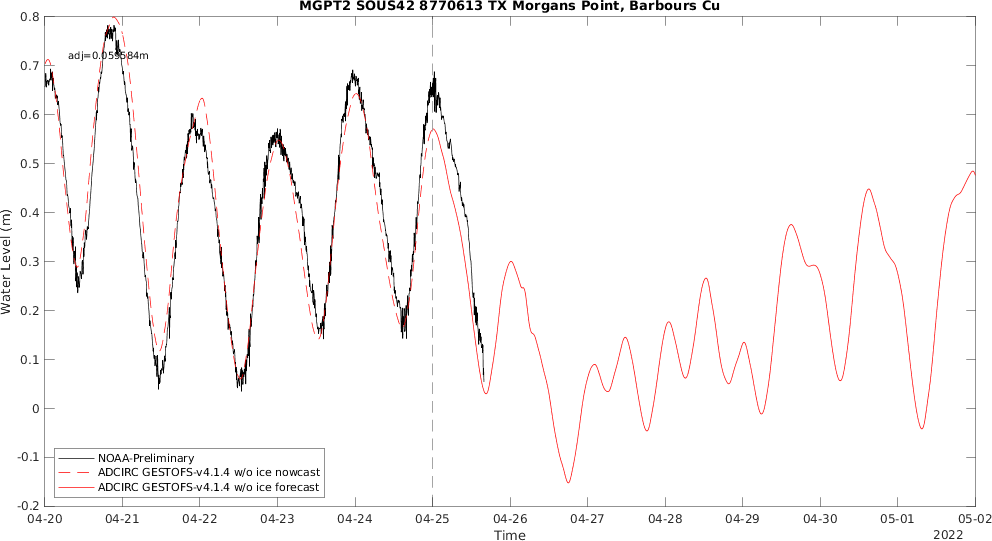 MGPT2 SOUS42 8770613 TX Morgans Point, Barbours Cu
adj=0.059584m
Water Level (m)
0.8
0.7
0.6
0.5
0.4
0.3
0.2
0.1
0
-0.1
-0.2
NOAA-Preliminary
ADCIRC GESTOFS-v4.1.4 w/o ice nowcast
ADCIRC GESTOFS-v4.1.4 w/o ice forecast
04-20 04-21 04-22 04-23 04-24 04-25 04-26 04-27 04-28 04-29 04-30 05-01 05-02
Time
2022